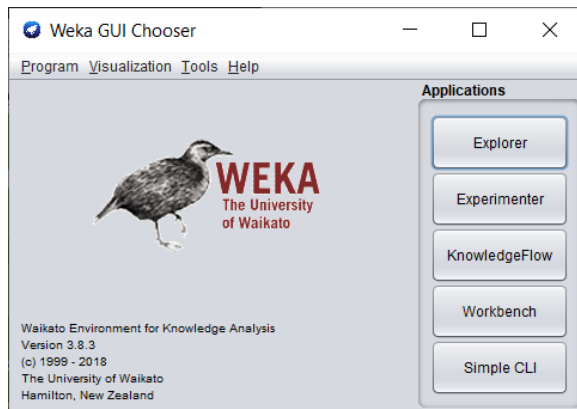 Weka GUI Chooser
Program Visualization Tools Help
Applications
Explorer
Experimenter
KnowledgeFlow
Workbench
Simple CLI
WEKA
The University
of Waikato
Waikato Environment for Knowledge Analysis
Version 3.8.3
(c) 1999 - 2018
The University of Waikato
Hamilton, New Zealand